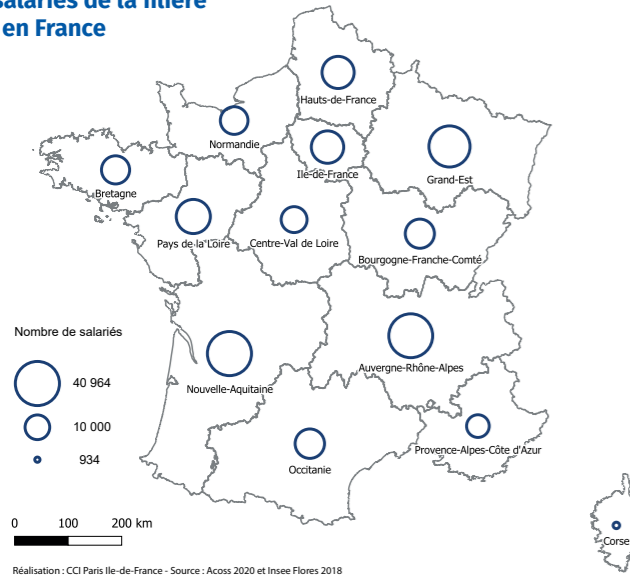 salariés de la filière
en France
Hauts-de-France
Normandie
Ile-de-France
Grand-Est
Bretagne
Pays de la Loire
Centre-Val de Loire
Bourgogne-Franche-Comté
Nombre de salariés
40 964
10 000
934
Auvergne-Rhône-Alpes
Nouvelle-Aquitaine
Provence-Alpes-Côte d'Azur
Occitanie
0 100 200 km
Corse
Réalisation : CCI Paris Ile-de-France - Source : Acoss 2020 et Insee Flores 2018